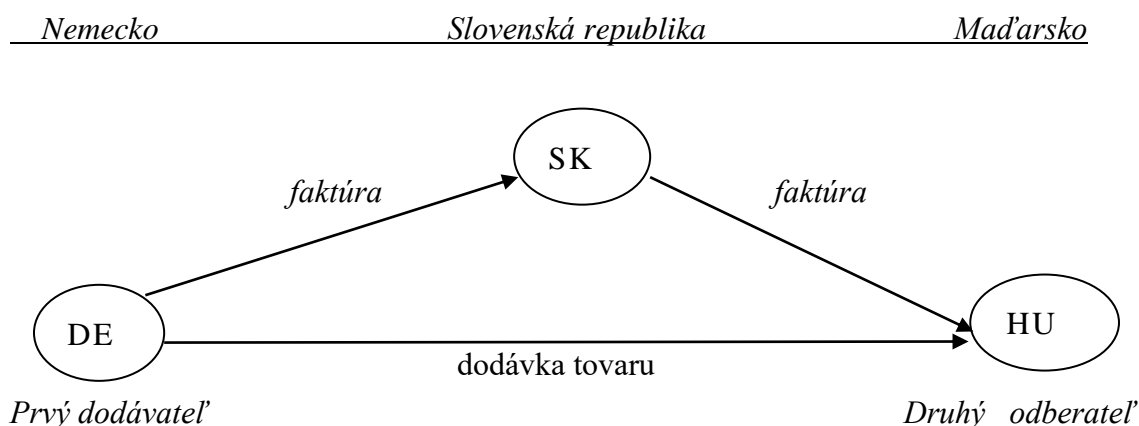 Nemecko Slovenská republika Maďarsko
SK
faktúra faktúra
DE HU
dodávka tovaru
Prvý dodávateľ Druhý odberateľ